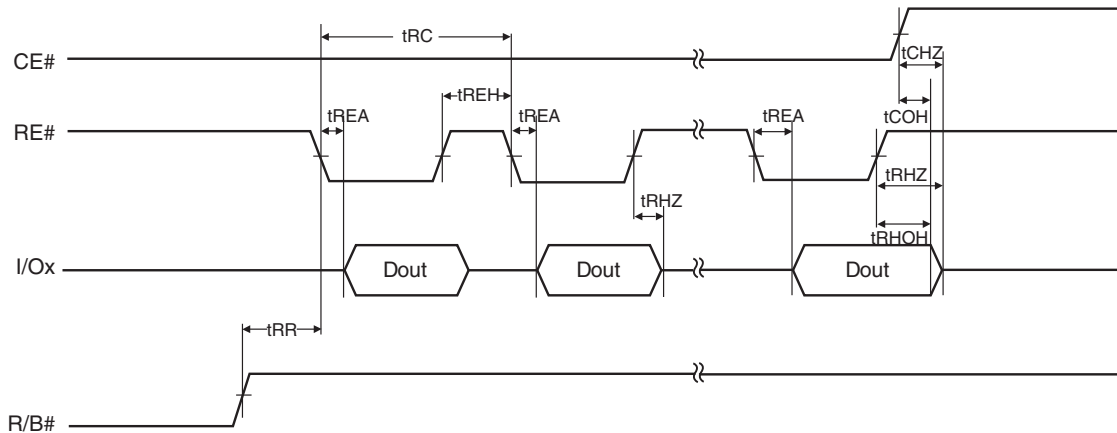 tRC
tCHZ
CE#
tREH
tREA
tREA
tREA
tCOH
RE#
tRHZ
tRHZ
tRHOH
I/Ox
Dout
Dout
Dout
tRR
R/B#